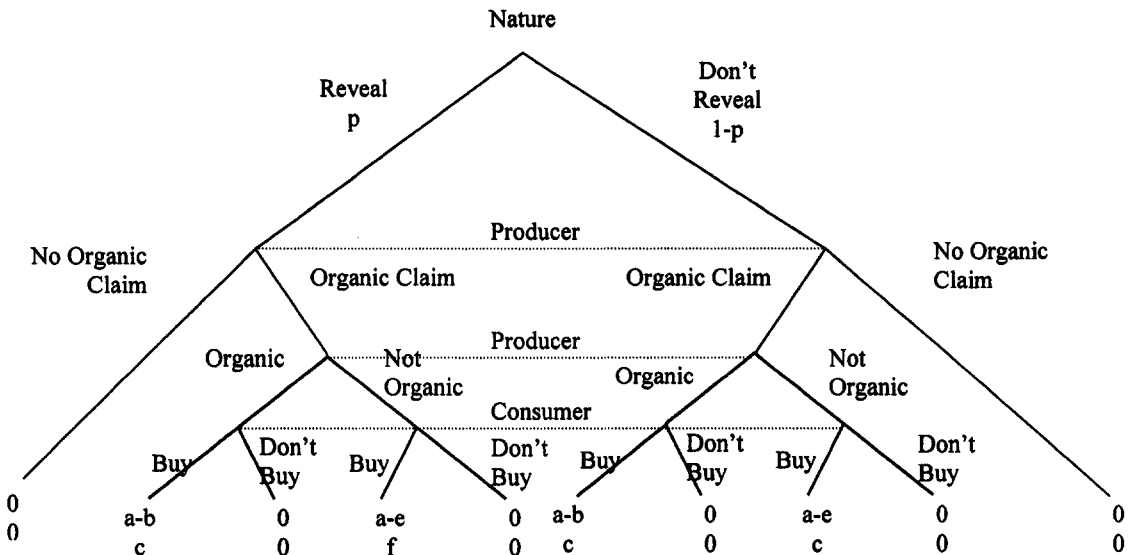 Nature
Reveal
p
Don't
Reveal
1-p
Producer
No Organic
Claim
Organic Claim
Organic Claim
No Organic
Claim
Producer
Organic
Not
Organic
Organic
Not
Organic
Consumer
Buy
Don't
Buy
Buy
Don't
Buy
Buy
Don't
Buy
Buy
Don't
Buy
0 a-b 0 a-e 0 a-b 0 a-e 0 0
0 c 0 f 0 c 0 c 0 0